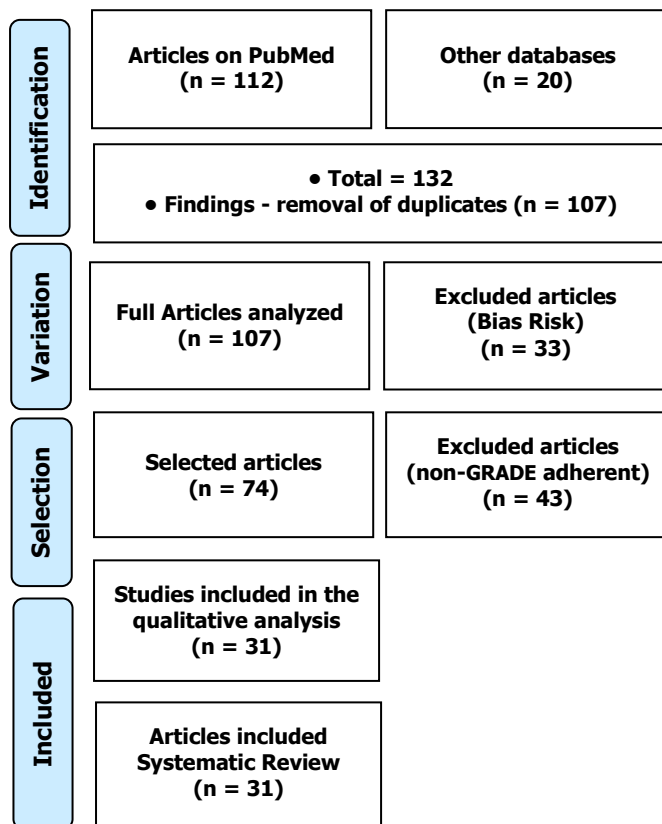 Identification
Articles on PubMed
(n = 112)
Other databases
(n = 20)
• Total = 132
• Findings - removal of duplicates (n = 107)
Variation
Full Articles analyzed
(n = 107)
Excluded articles
(Bias Risk)
(n = 33)
Selection
Selected articles
(n = 74)
Excluded articles
(non-GRADE adherent)
(n = 43)
Included
Studies included in the
qualitative analysis
(n = 31)
Articles included
Systematic Review
(n = 31)